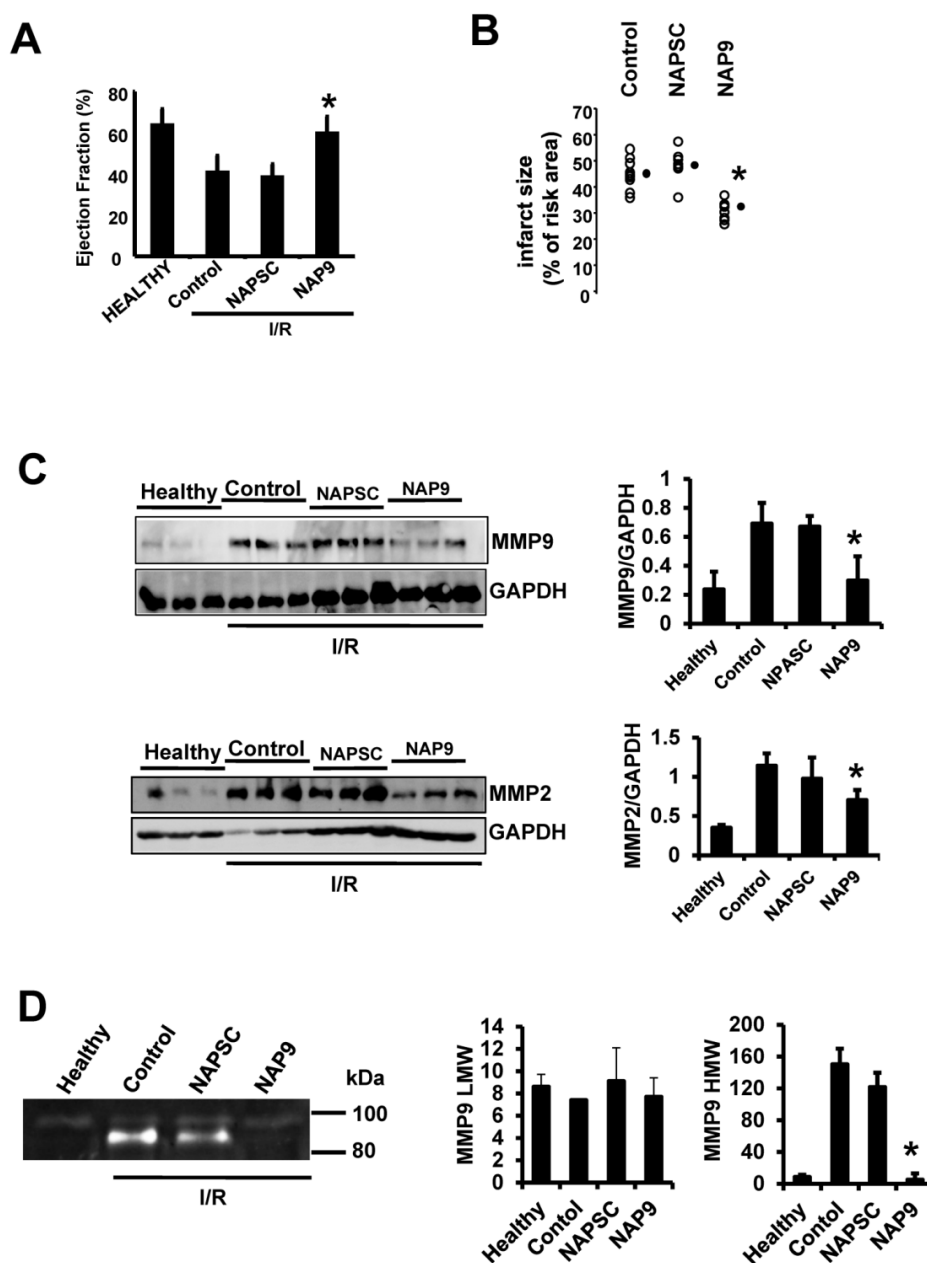 A
Ejection Fraction (%)
80
60
40
20
0
HEALTHY
Control
NAPSC
NAP9
*
I/R
B
Control
NAPSC
NAP9
infarct size
(% of risk area)
70
60
50
40
30
20
10
0
*
C
Healthy Control NAPSC NAP9
MMP9
GAPDH
I/R
MMP9/GAPDH
0.8
0.6
0.4
0.2
0
*
Healthy
Control
NPASC
NAP9
Healthy Control NAPSC NAP9
MMP2
GAPDH
I/R
MMP2/GAPDH
1.5
1
0.5
0
*
Healthy
Control
NAPSC
NAP9
D
Healthy
Control
NAPSC
NAP9
kDa
100
80
I/R
MMP9 LMW
14
12
10
8
6
4
2
0
Healthy
Contol
NAPSC
NAP9
MMP9 HMW
200
160
120
80
40
0
*
Healthy
Contol
NAPSC
NAP9